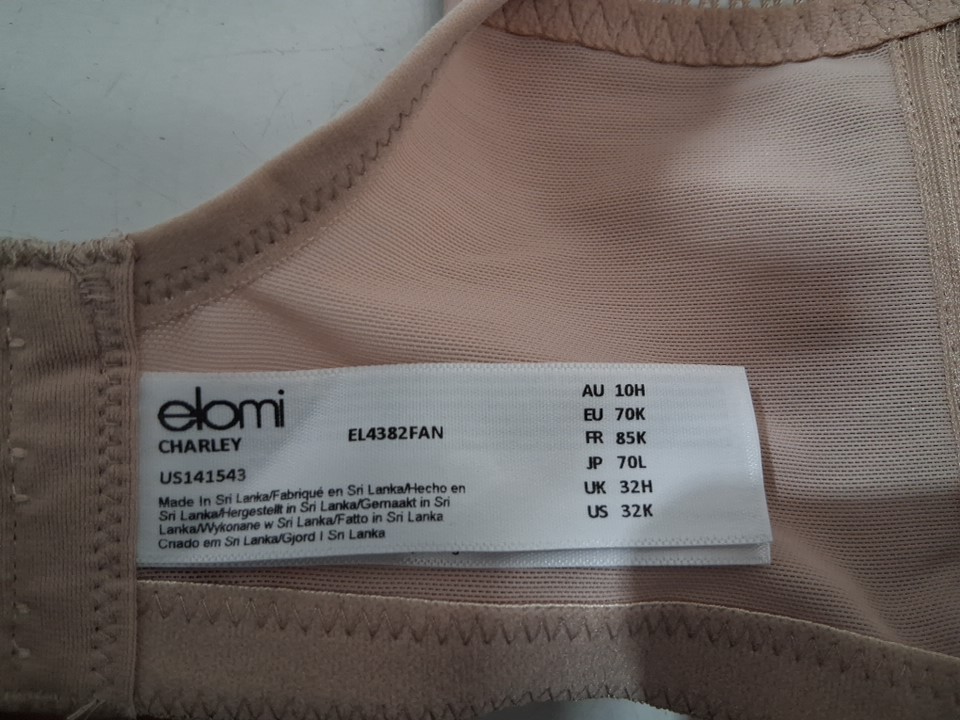 elomi
CHARLEY
EL4382FAN
US141543
Made In Sri Lanka/Fabriqué en Sri Lanka/Hecho en
Sri Lanka/Hergestellt in Sri Lanka/Gemaakt in Sri
Lanka/Wykonane w Sri Lanka/Fatto in Sri Lanka
Criado em Sri Lanka/Gjord I Sri Lanka
AU 10H
EU 70K
FR 85K
JP 70L
UK 32H
US 32K